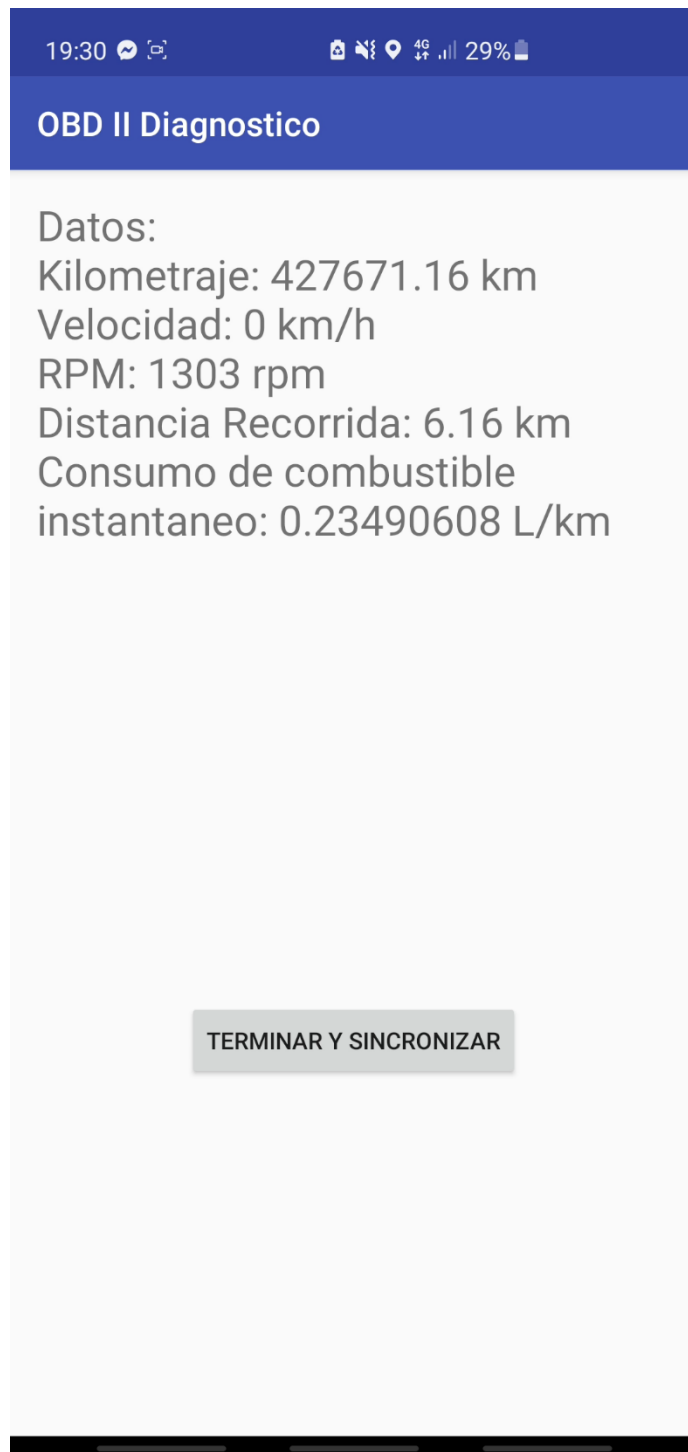 19:30 4G 29%
OBD II Diagnostico
Datos:
Kilometraje: 427671.16 km
Velocidad: 0 km/h
RPM: 1303 rpm
Distancia Recorrida: 6.16 km
Consumo de combustible
instantaneo: 0.23490608 L/km
TERMINAR Y SINCRONIZAR